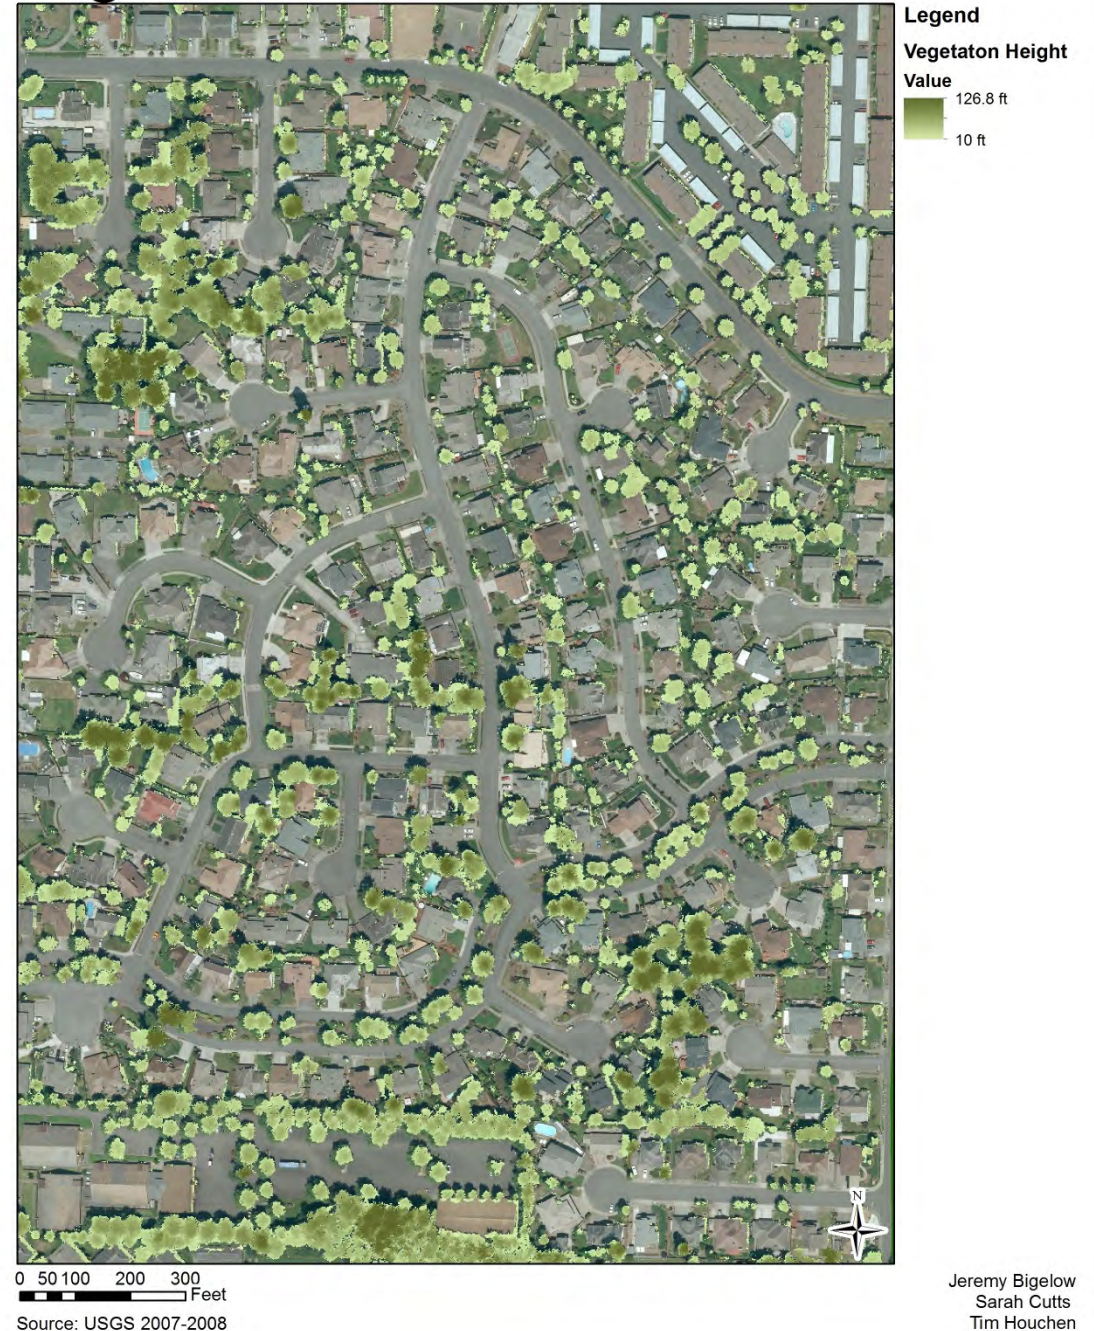 Legend
Vegetaton Height
Value
126.8 ft
10 ft
N
0 50 100 200 300
Feet
Source: USGS 2007-2008
Jeremy Bigelow
Sarah Cutts
Tim Houchen